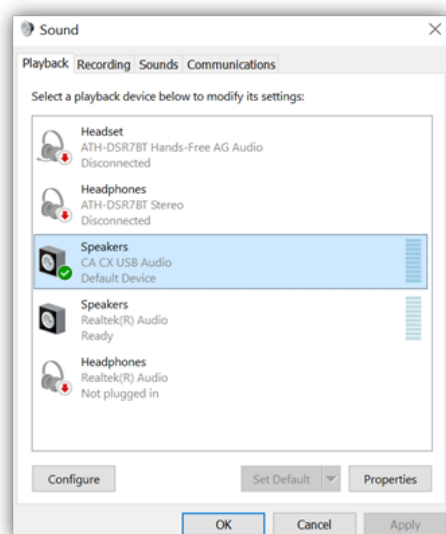 Sound
Playback Recording Sounds Communications
Select a playback device below to modify its settings:
Headset
ATH-DSR7BT Hands-Free AG Audio
Disconnected
Headphones
ATH-DSR7BT Stereo
Disconnected
Speakers
CA CX USB Audio
Default Device
Speakers
Realtek(R) Audio
Ready
Headphones
Realtek(R) Audio
Not plugged in
Configure Set Default Properties
OK Cancel Apply